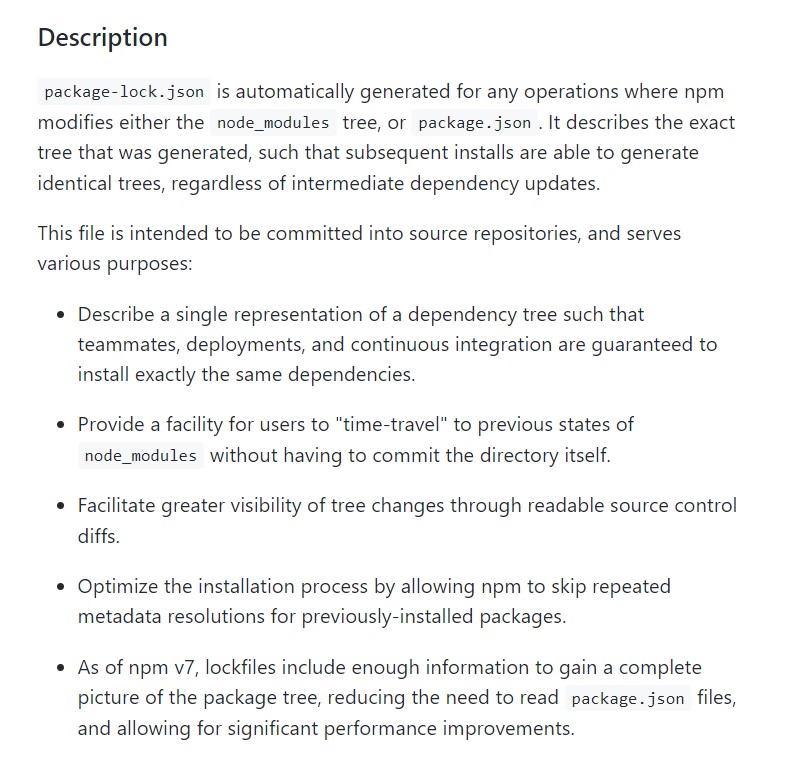 Description
package-lock.json is automatically generated for any operations where npm
modifies either the node_modules tree, or package.json . It describes the exact
tree that was generated, such that subsequent installs are able to generate
identical trees, regardless of intermediate dependency updates.
This file is intended to be committed into source repositories, and serves
various purposes:
• Describe a single representation of a dependency tree such that
teammates, deployments, and continuous integration are guaranteed to
install exactly the same dependencies.
• Provide a facility for users to "time-travel" to previous states of
node_modules without having to commit the directory itself.
• Facilitate greater visibility of tree changes through readable source control
diffs.
• Optimize the installation process by allowing npm to skip repeated
metadata resolutions for previously-installed packages.
• As of npm v7, lockfiles include enough information to gain a complete
picture of the package tree, reducing the need to read package.json files,
and allowing for significant performance improvements.